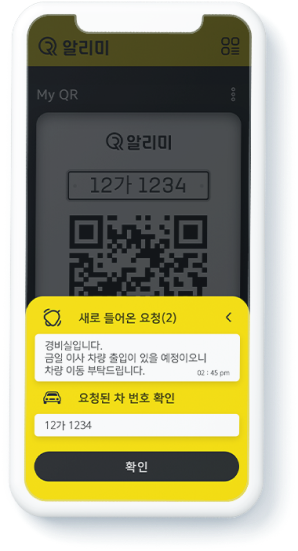 알리미
My QR
알리미
12가 1234
새로 들어온 요청(2)
경비실입니다.
금일 이사 차량 출입이 있을 예정이오니
차량 이동 부탁드립니다.
02 : 45 pm
요청된 차 번호 확인
12가 1234
확인